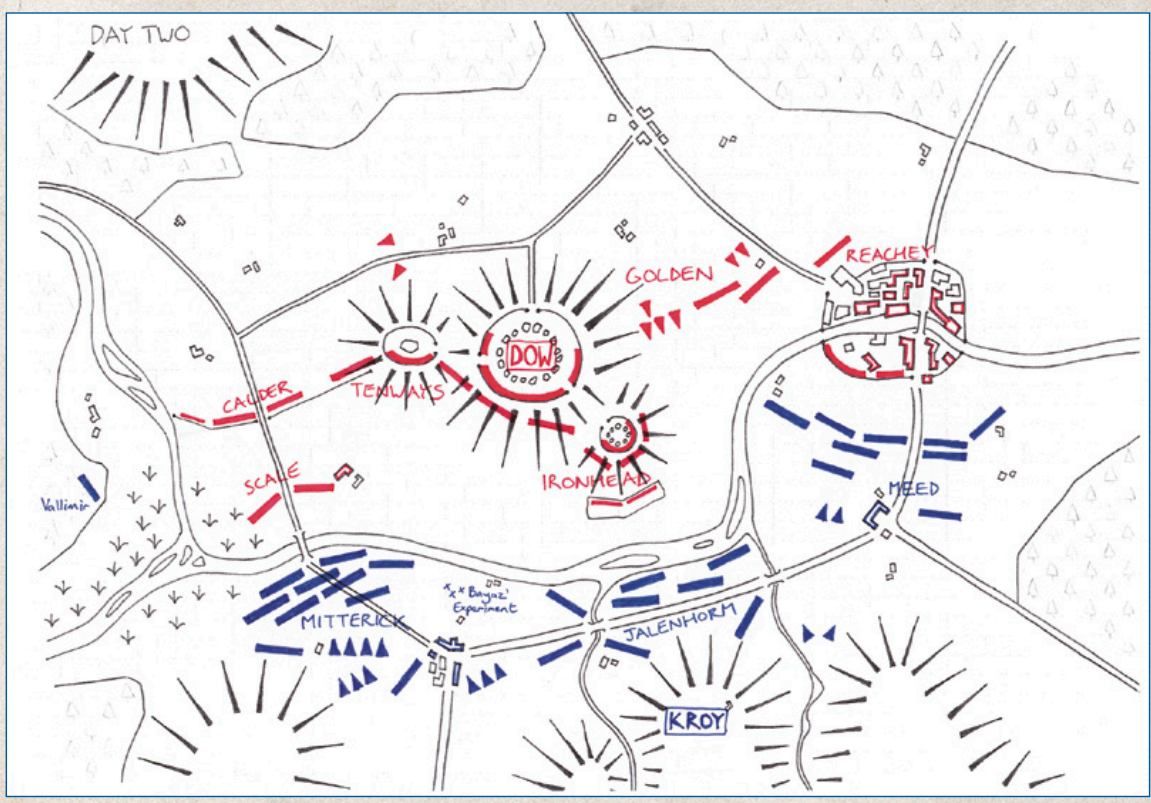 DAY TWO
REACHEY
GOLDEN
DOW
TENWAYS
CALDER
IRONHEAD
SCALE
MEED
Vallimir
x x x Bayaz'
Experiment
MITTERICK
JALENHORM
KROY